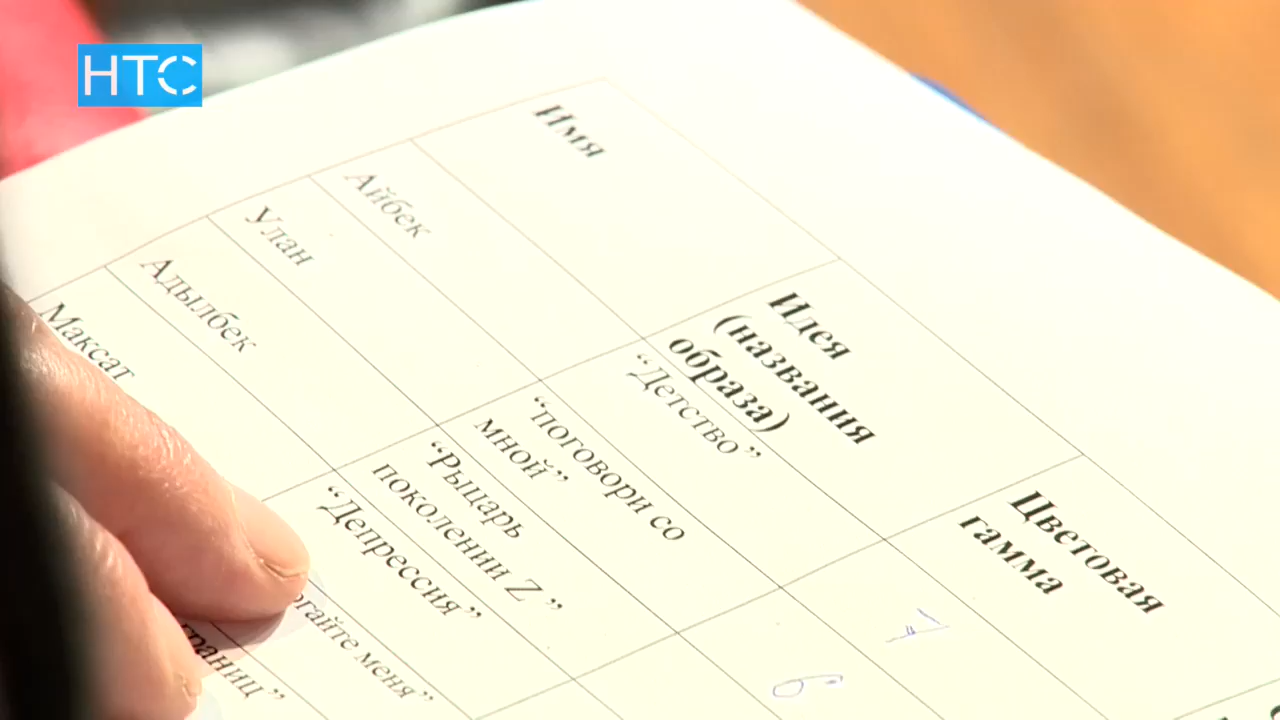 НТС
Имя
Идея
(названия
образа)
Цветовая
гамма
Айбек
“Детство”
7
Улан
“поговори со
мной”
6
Адылбек
“Рыцарь
поколении Z ”
Максат
“Депрессия”
меня”
границ”